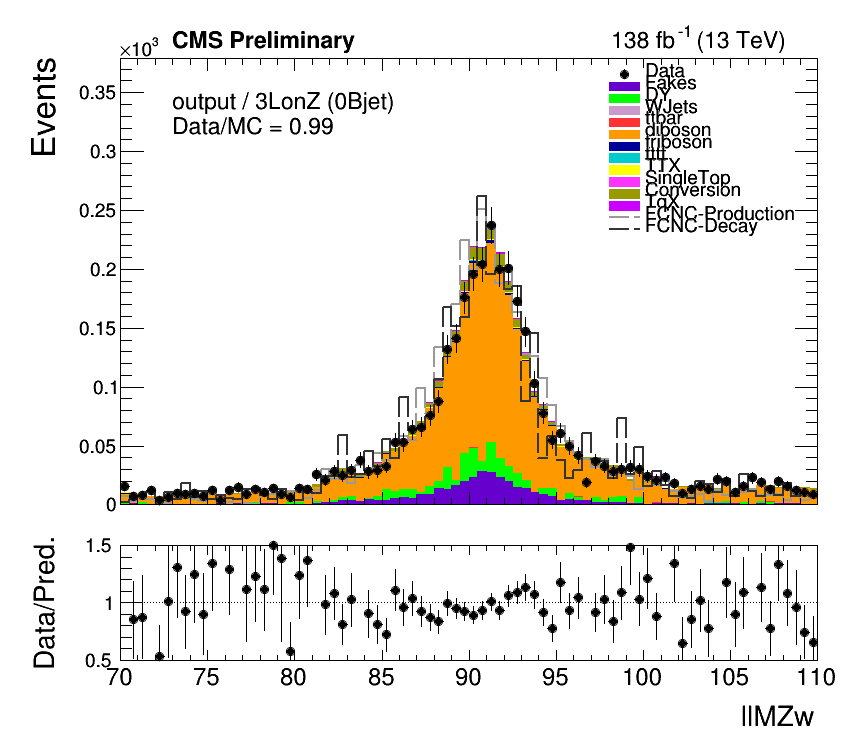 ×10³ CMS Preliminary 138 fb⁻¹ (13 TeV)
Events
output / 3LonZ (0Bjet)
Data/MC = 0.99
Data
Fakes
DY
WJets
ttbar
diboson
triboson
tttt
TTX
SingleTop
Conversion
TqX
FCNC-Production
FCNC-Decay
0.35
0.3
0.25
0.2
0.15
0.1
0.05
0
Data/Pred.
1.5
1
0.5
70 75 80 85 90 95 100 105 110
llMZw